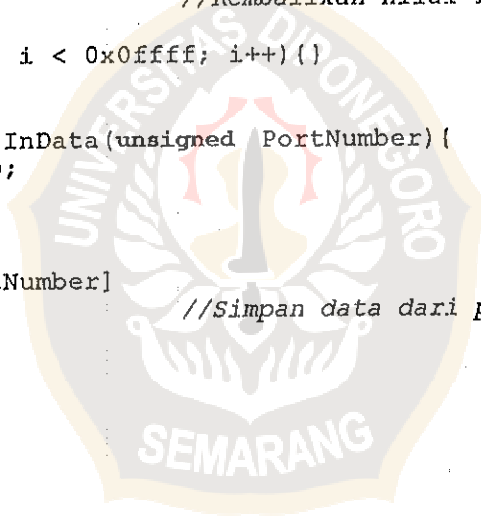 //Kembalikan nilai
i < 0x0ffff; i++)()
InData(unsigned PortNumber){
;
Number]
//Simpan data dari
UNIVERSITAS DIPONEGORO
SEMARANG